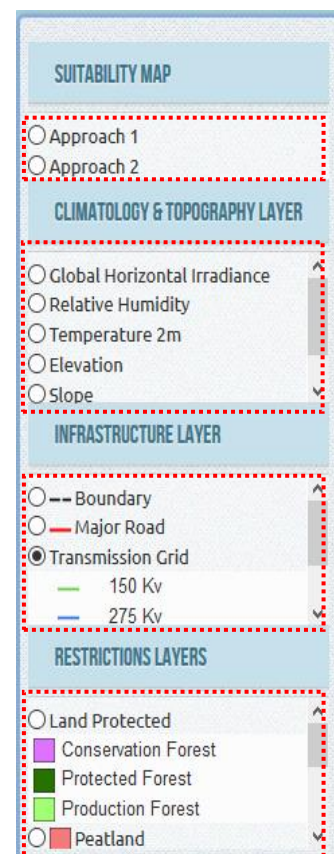 SUITABILITY MAP
Approach 1
Approach 2
CLIMATOLOGY & TOPOGRAPHY LAYER
Global Horizontal Irradiance
Relative Humidity
Temperature 2m
Elevation
Slope
INFRASTRUCTURE LAYER
Boundary
Major Road
Transmission Grid
150 Kv
275 Kv
RESTRICTIONS LAYERS
Land Protected
Conservation Forest
Protected Forest
Production Forest
Peatland